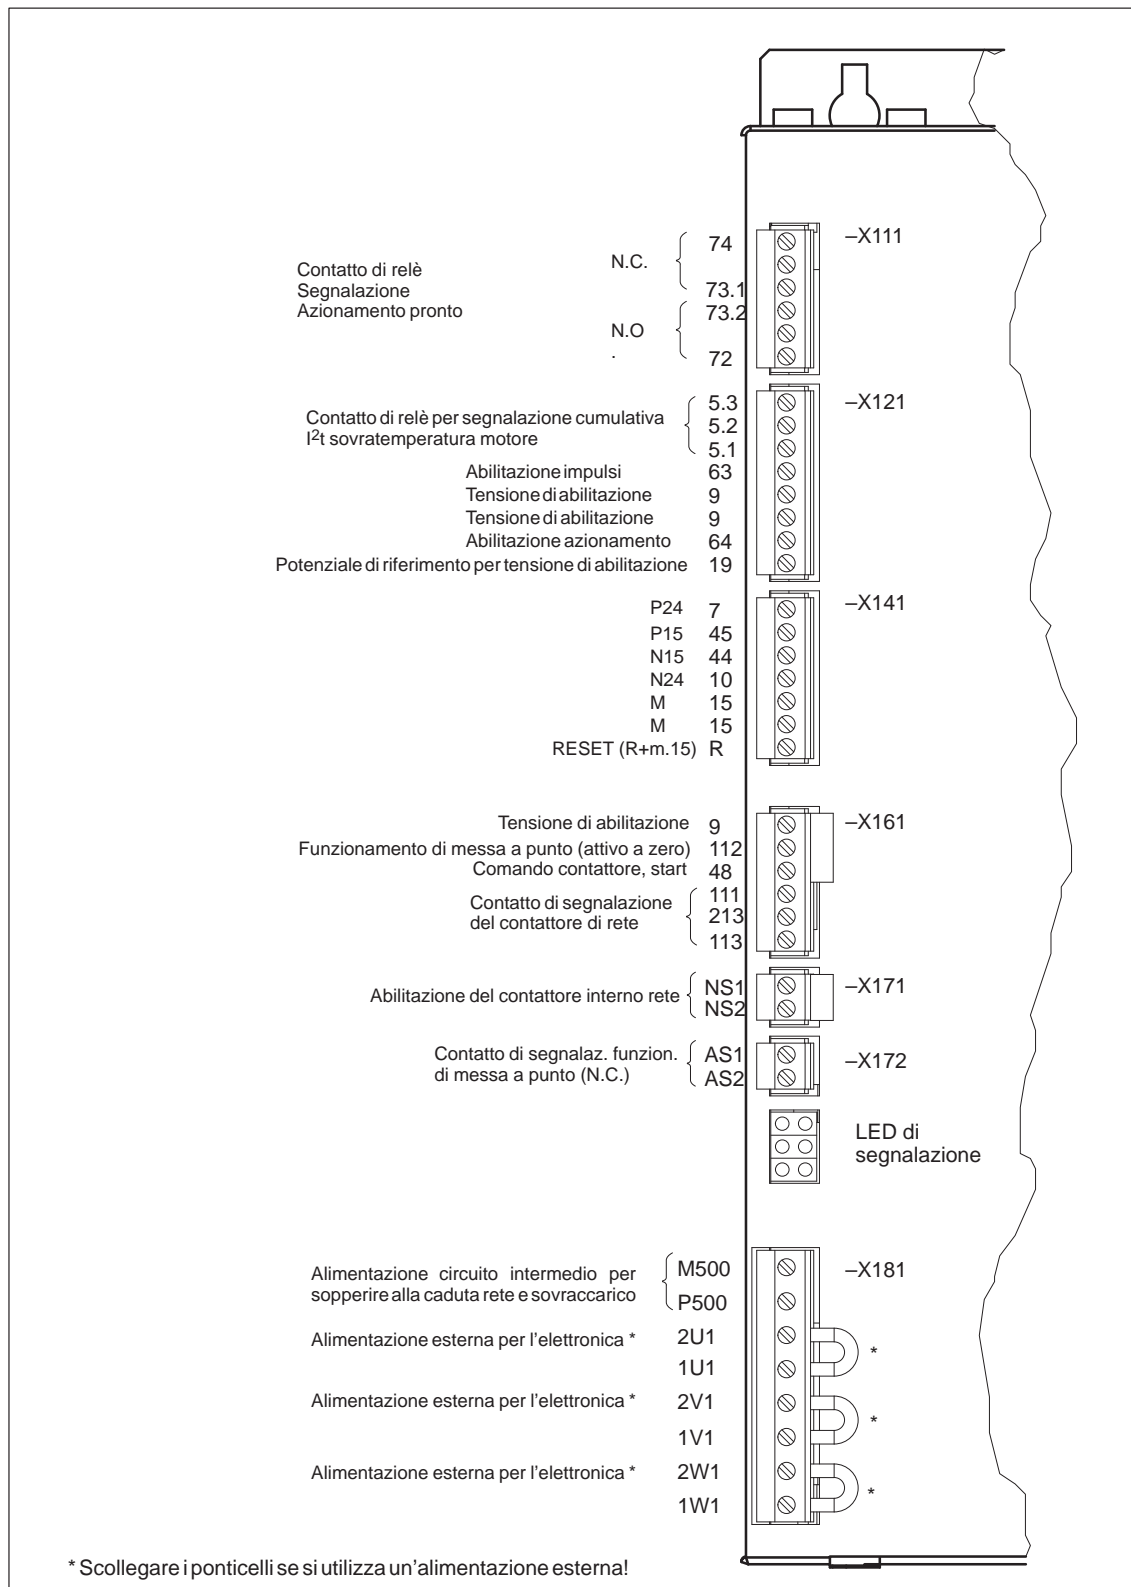 74 –X111
N.C.
Contatto di relè
Segnalazione
Azionamento pronto
73.1
73.2
N.O
.
72
5.3 –X121
Contatto di relè per segnalazione cumulativa
I2t sovratemperatura motore
5.2
5.1
Abilitazione impulsi 63
Tensione di abilitazione 9
Tensione di abilitazione 9
Abilitazione azionamento 64
Potenziale di riferimento per tensione di abilitazione 19
P24 7 –X141
P15 45
N15 44
N24 10
M 15
M 15
RESET (R+m.15) R
Tensione di abilitazione 9 –X161
Funzionamento di messa a punto (attivo a zero) 112
Comando contattore, start 48
111
Contatto di segnalazione
del contattore di rete
213
113
Abilitazione del contattore interno rete
NS1 –X171
NS2
Contatto di segnalaz. funzion.
di messa a punto (N.C.)
AS1 –X172
AS2
LED di
segnalazione
M500 –X181
Alimentazione circuito intermedio per
sopperire alla caduta rete e sovraccarico
P500
Alimentazione esterna per l'elettronica * 2U1
*
1U1
Alimentazione esterna per l'elettronica * 2V1
*
1V1
Alimentazione esterna per l'elettronica * 2W1
*
1W1
* Scollegare i ponticelli se si utilizza un'alimentazione esterna!